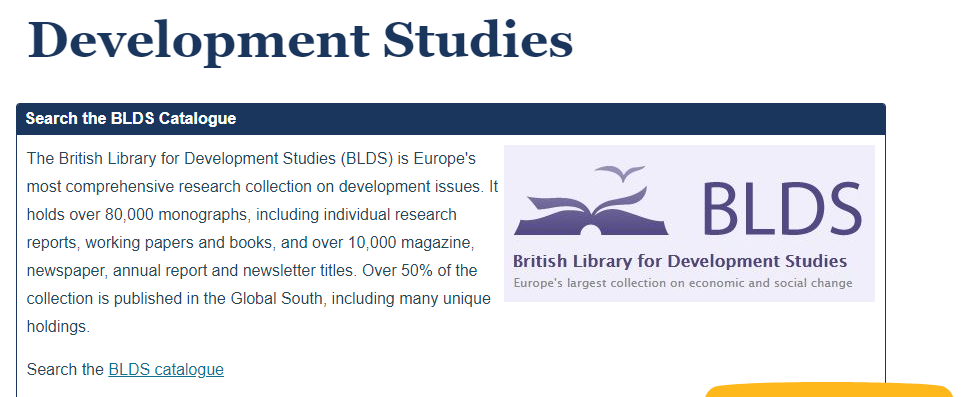 Development Studies
Search the BLDS Catalogue
The British Library for Development Studies (BLDS) is Europe's
most comprehensive research collection on development issues. It
holds over 80,000 monographs, including individual research
reports, working papers and books, and over 10,000 magazine,
newspaper, annual report and newsletter titles. Over 50% of the
collection is published in the Global South, including many unique
holdings.
Search the BLDS catalogue
BLDS
British Library for Development Studies
Europe's largest collection on economic and social change